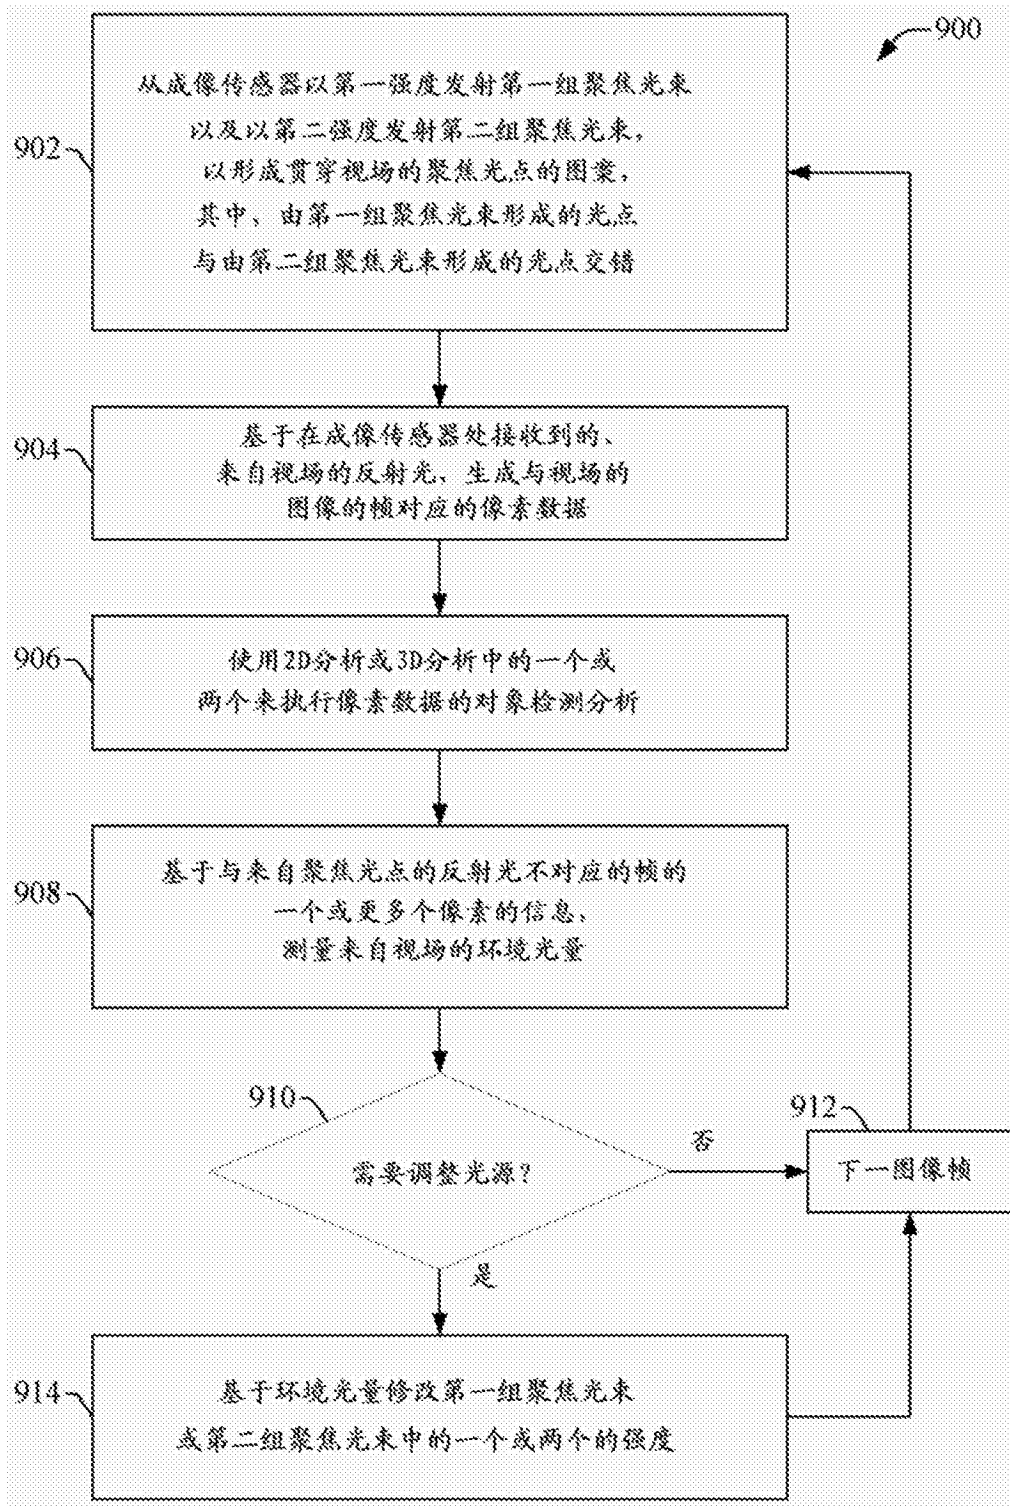 900
902
从成像传感器以第一强度发射第一组聚焦光束
以及以第二强度发射第二组聚焦光束，
以形成贯穿视场的聚焦光点的图案，
其中、由第一组聚焦光束形成的光点
与由第二组聚焦光束形成的光点交错
904
基于在成像传感器处接收到的、
来自视场的反射光、生成与视场的
图像的帧对应的像素数据
906
使用2D分析或3D分析中的一个或
两个来执行像素数据的对象检测分析
908
基于与来自聚焦光点的反射光不对应的帧的
一个或更多个像素的信息、
测量来自视场的环境光量
910
需要调整光源?
否
912
下一图像帧
是
914
基于环境光量修改第一组聚焦光束
或第二组聚焦光束中的一个或两个的强度